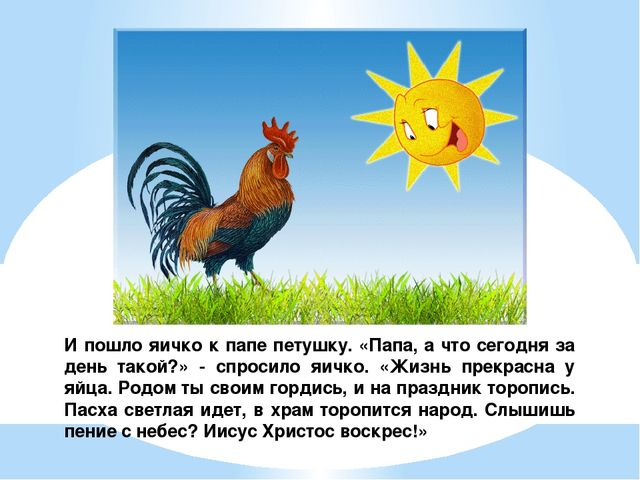 И пошло яичко к папе петушку. «Папа, а что сегодня за
день такой?» - спросило яичко. «Жизнь прекрасна у
яйца. Родом ты своим гордись, и на праздник торопись.
Пасха светлая идет, в храм торопится народ. Слышишь
пение с небес? Иисус Христос воскрес!»